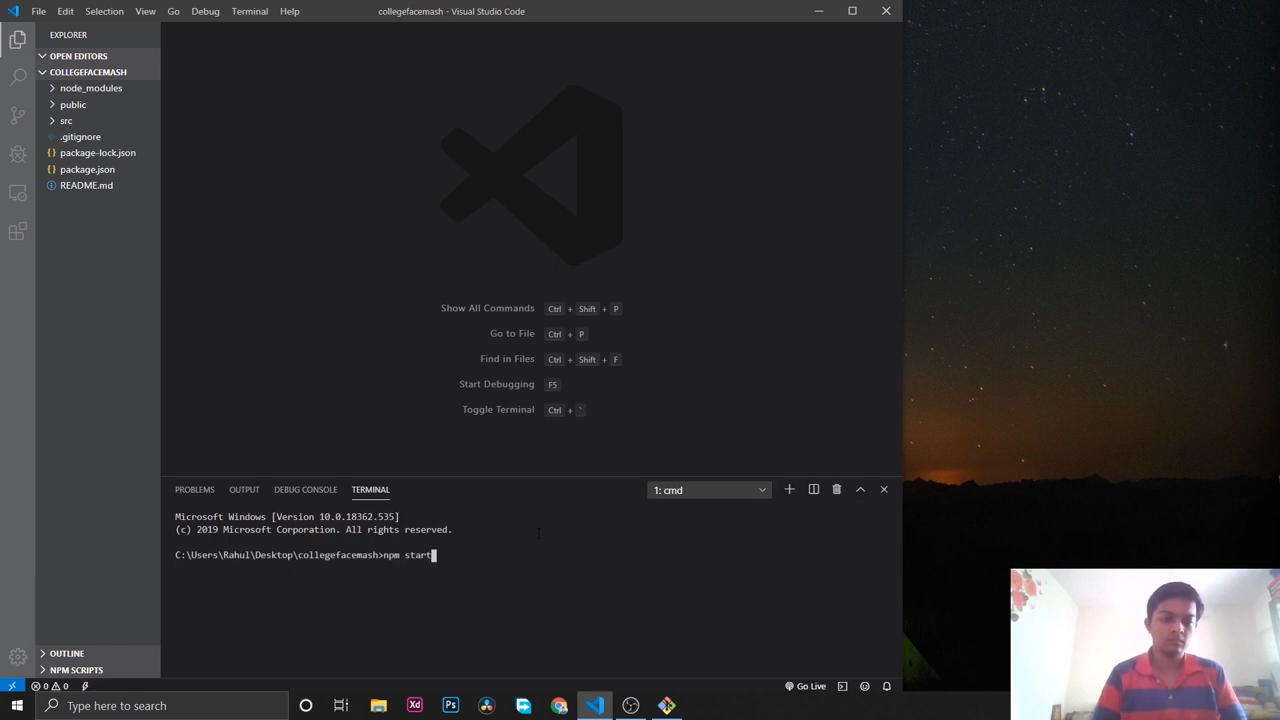 File Edit Selection View Go Debug Terminal Help
collegefacemash - Visual Studio Code
EXPLORER
OPEN EDITORS
COLLEGEFACEMASH
node_modules
public
src
.gitignore
{} package-lock.json
{} package.json
README.md
Show All Commands Ctrl + Shift + P
Go to File Ctrl + P
Find in Files Ctrl + Shift + F
Start Debugging F5
Toggle Terminal Ctrl + `
PROBLEMS OUTPUT DEBUG CONSOLE TERMINAL
1: cmd
Microsoft Windows [Version 10.0.18362.535]
(c) 2019 Microsoft Corporation. All rights reserved.
C:\Users\Rahul\Desktop\collegefacemash>npm start
OUTLINE
NPM SCRIPTS
0 0
Go Live
Type here to search
Xd
Ps